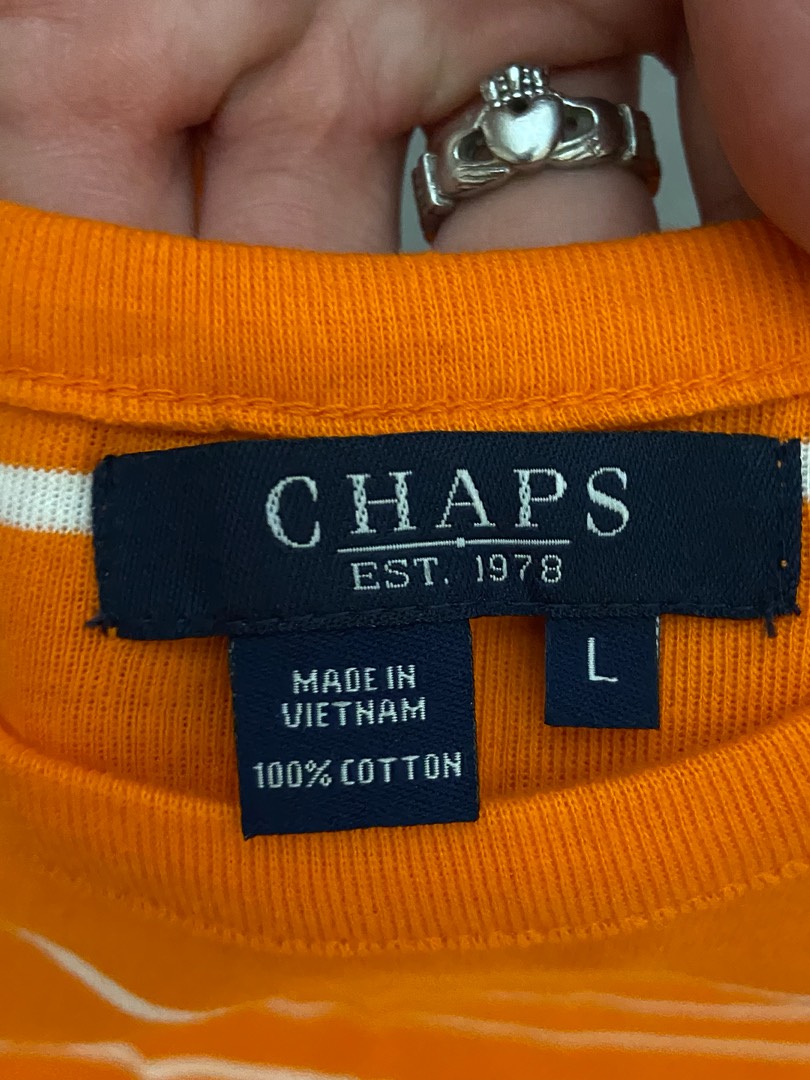 CHAPS
EST. 1978
MADE IN
VIETNAM
100% COTTON
L